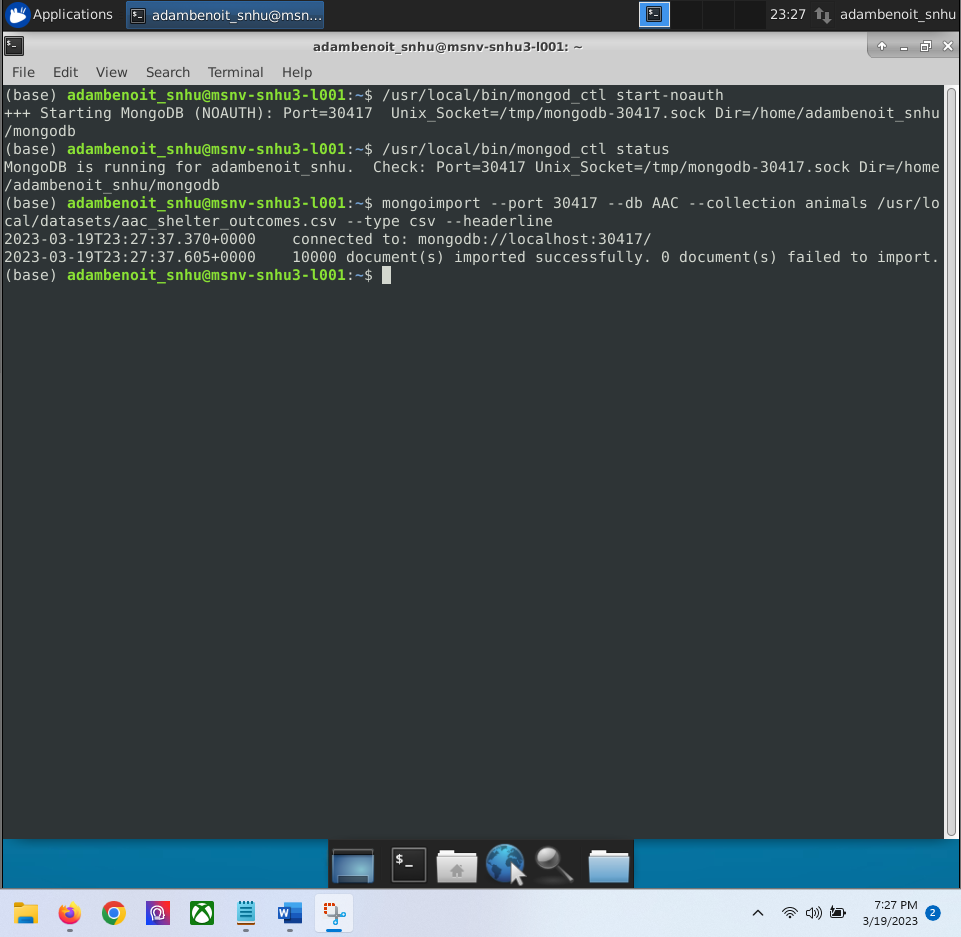 Applications adambenoit_snhu@msn... 23:27 adambenoit_snhu
adambenoit_snhu@msnv-snhu3-l001: ~
File Edit View Search Terminal Help
(base) adambenoit_snhu@msnv-snhu3-l001:~$ /usr/local/bin/mongod_ctl start-noauth
+++ Starting MongoDB (NOAUTH): Port=30417  Unix_Socket=/tmp/mongodb-30417.sock Dir=/home/adambenoit_snhu
/mongodb
(base) adambenoit_snhu@msnv-snhu3-l001:~$ /usr/local/bin/mongod_ctl status
MongoDB is running for adambenoit_snhu.  Check: Port=30417 Unix_Socket=/tmp/mongodb-30417.sock Dir=/home
/adambenoit_snhu/mongodb
(base) adambenoit_snhu@msnv-snhu3-l001:~$ mongoimport --port 30417 --db AAC --collection animals /usr/lo
cal/datasets/aac_shelter_outcomes.csv --type csv --headerline
2023-03-19T23:27:37.370+0000    connected to: mongodb://localhost:30417/
2023-03-19T23:27:37.605+0000    10000 document(s) imported successfully. 0 document(s) failed to import.
(base) adambenoit_snhu@msnv-snhu3-l001:~$
$_
7:27 PM
3/19/2023 2